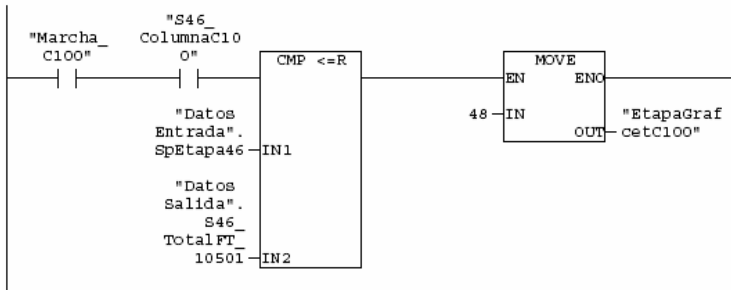 "Marcha_
C100"
"S46_
ColumnaC10
0"
CMP <=R
"Datos
Entrada".
SpEtapa46
IN1
"Datos
Salida".
S46_
TotalFT_
10501
IN2
MOVE
EN
ENO
48
IN
OUT
"EtapaGraf
cetC100"